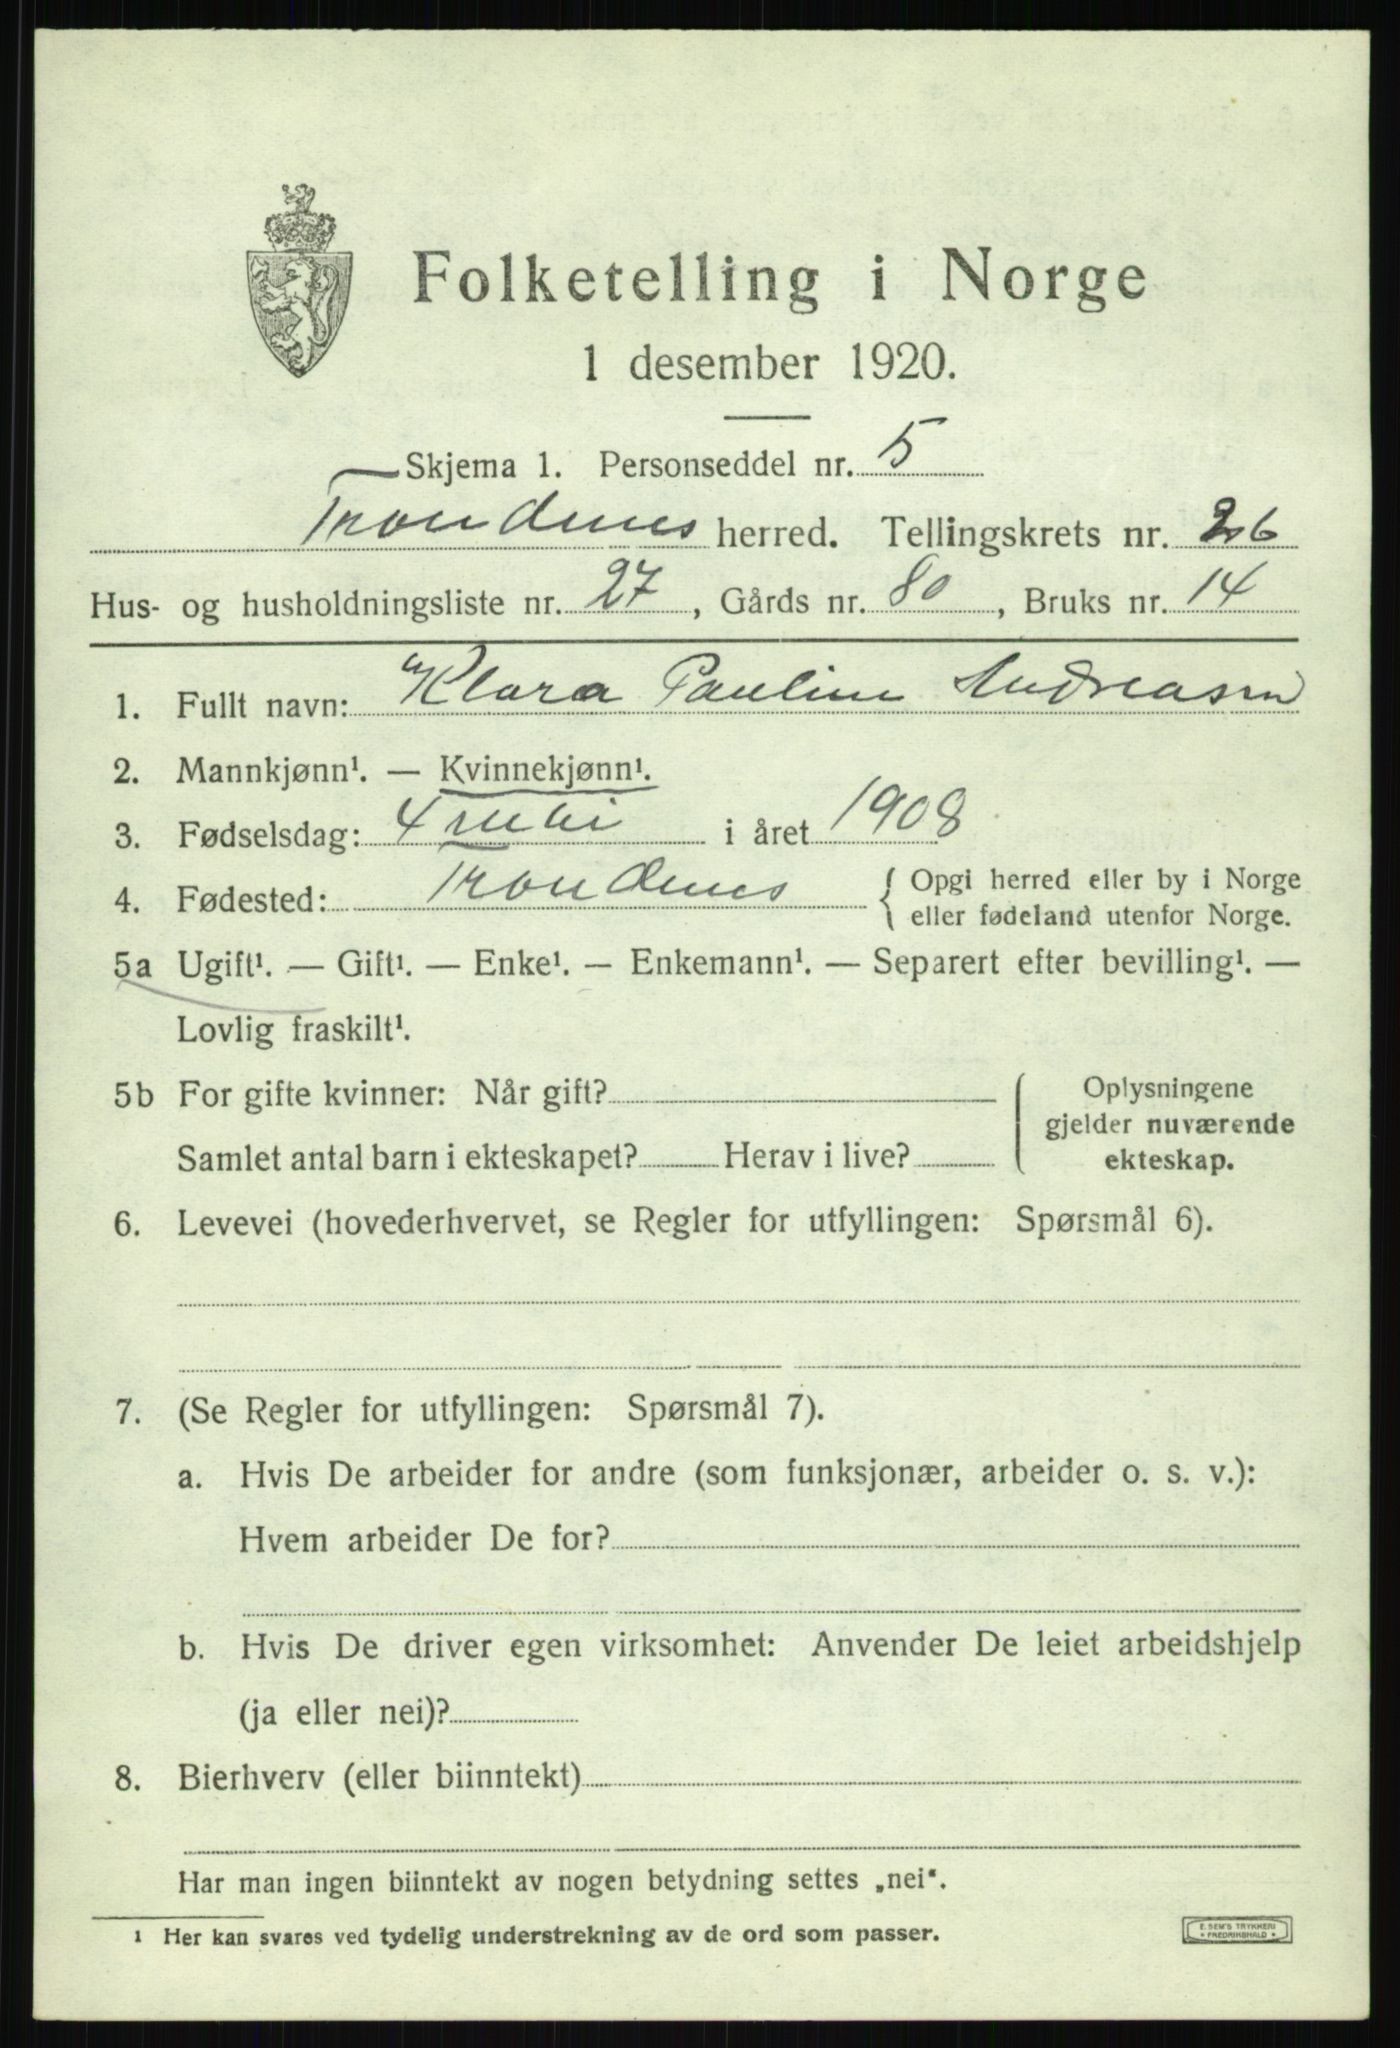 Folketelling i Norge
1 desember 1920.
Skjema 1. Personseddel nr. 5
Trondenes herred. Tellingskrets nr. 26
Hus- og husholdningsliste nr. 27, Gårds nr. 80, Bruks nr. 14
1. Fullt navn: Klara Pauline Andreasen
2. Mannkjønn¹. — Kvinnekjønn¹.
3. Fødselsdag: 4 i året 1908
4. Fødested: Trondenes { Opgi herred eller by i Norge
eller fødeland utenfor Norge.
5a Ugift¹. — Gift¹. — Enke¹. — Enkemann¹. — Separert efter bevilling¹. —
Lovlig fraskilt¹.
5b For gifte kvinner: Når gift?
Samlet antal barn i ekteskapet? Herav i live?
Oplysningene
gjelder nuværende
ekteskap.
6. Levevei (hovederhvervet, se Regler for utfyllingen: Spørsmål 6).
7. (Se Regler for utfyllingen: Spørsmål 7).
a. Hvis De arbeider for andre (som funksjonær, arbeider o. s. v.):
Hvem arbeider De for?
b. Hvis De driver egen virksomhet: Anvender De leiet arbeidshjelp
(ja eller nei)?
8. Bierhverv (eller biinntekt)
Har man ingen biinntekt av nogen betydning settes „nei“.
¹ Her kan svares ved tydelig understrekning av de ord som passer.
E. SEM'S TRYKKERI
* FREDRIKSHALD *